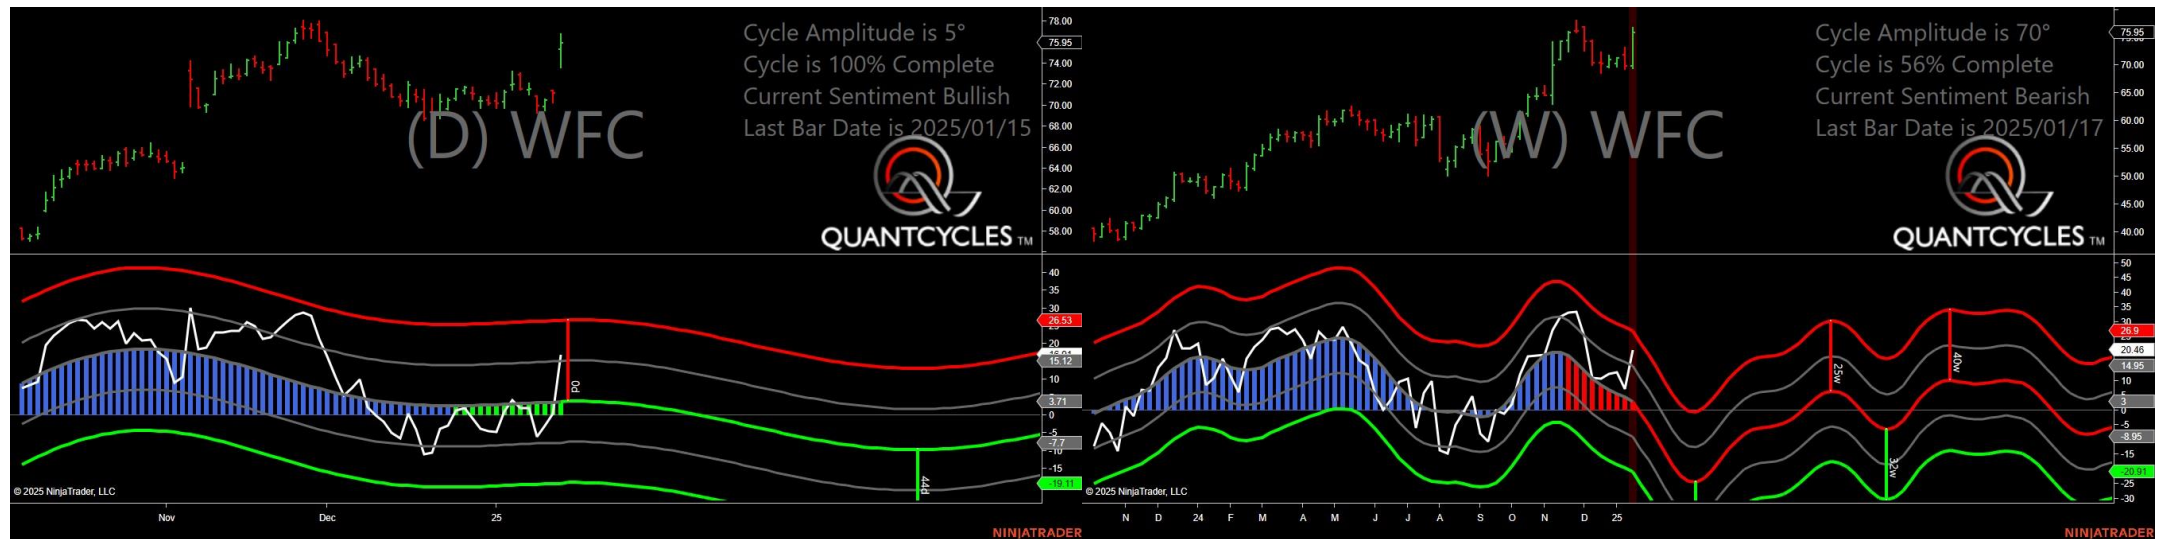 Cycle Amplitude is 5°
Cycle is 100% Complete
Current Sentiment Bullish
Last Bar Date is 2025/01/15
(D) WFC
QUANTCYCLES TM
78.00
75.95
74.00
72.00
70.00
68.00
66.00
64.00
62.00
60.00
58.00
40
35
30
26.53
20
15.12
10
3.71
0
-5
-7.7
-10
-15
-19.11
P0
44d
© 2025 NinjaTrader, LLC
Nov
Dec
25
NINJATRADER
Cycle Amplitude is 70°
Cycle is 56% Complete
Current Sentiment Bearish
Last Bar Date is 2025/01/17
(W) WFC
QUANTCYCLES TM
75.95
70.00
65.00
60.00
55.00
50.00
45.00
40.00
50
45
40
35
30
26.9
20.46
14.95
10
3
-5
-8.95
-15
-20.91
-25
-30
25w
40w
32w
© 2025 NinjaTrader, LLC
N D 24 F M A M J J A S O N D 25
NINJATRADER